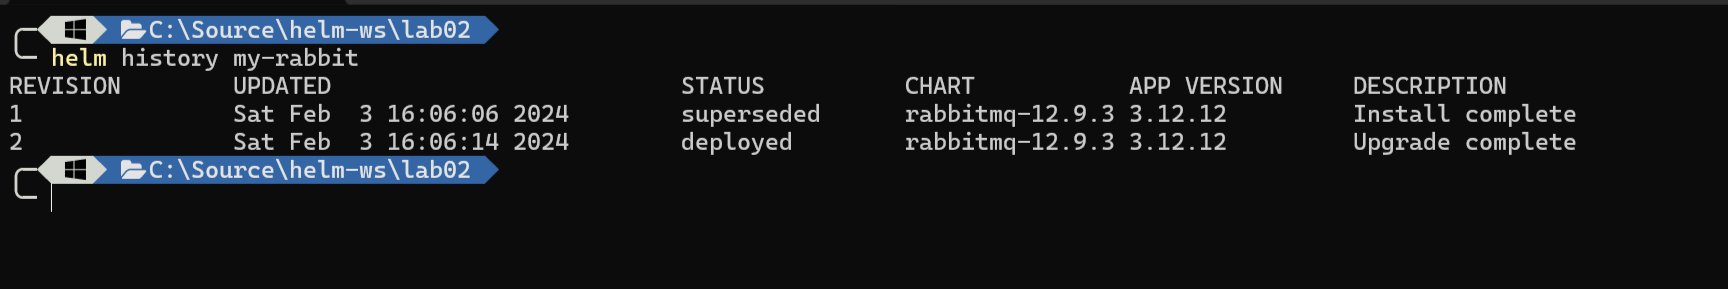 C:\Source\helm-ws\lab02
helm history my-rabbit
REVISION UPDATED STATUS CHART APP VERSION DESCRIPTION
1 Sat Feb  3 16:06:06 2024 superseded rabbitmq-12.9.3 3.12.12 Install complete
2 Sat Feb  3 16:06:14 2024 deployed rabbitmq-12.9.3 3.12.12 Upgrade complete
C:\Source\helm-ws\lab02